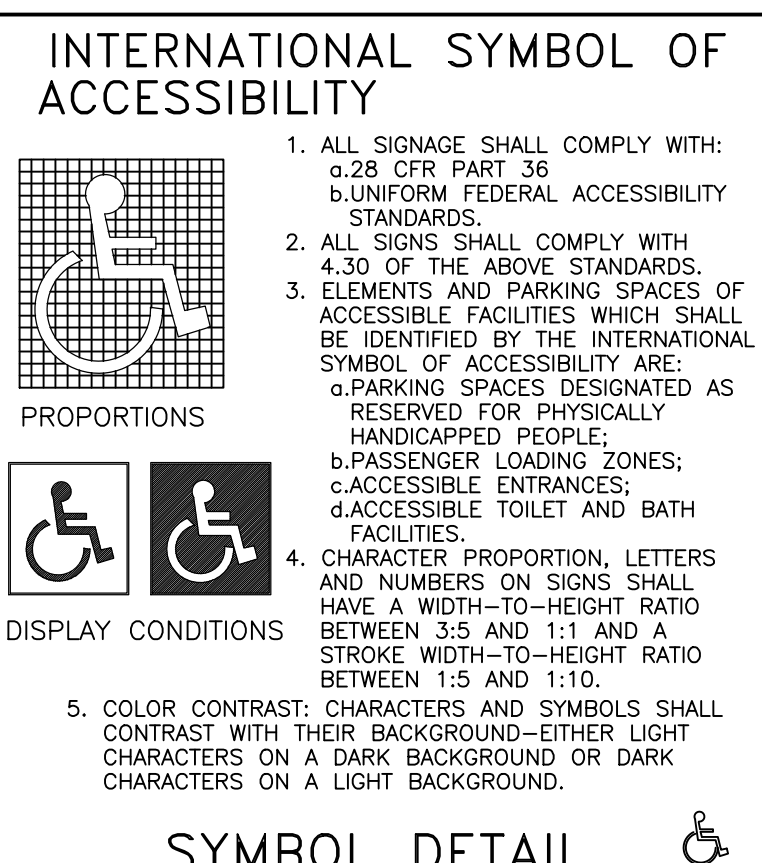 INTERNATIONAL SYMBOL OF
ACCESSIBILITY
1. ALL SIGNAGE SHALL COMPLY WITH:
a.28 CFR PART 36
b.UNIFORM FEDERAL ACCESSIBILITY
STANDARDS.
2. ALL SIGNS SHALL COMPLY WITH
4.30 OF THE ABOVE STANDARDS.
3. ELEMENTS AND PARKING SPACES OF
ACCESSIBLE FACILITIES WHICH SHALL
BE IDENTIFIED BY THE INTERNATIONAL
SYMBOL OF ACCESSIBILITY ARE:
a.PARKING SPACES DESIGNATED AS
RESERVED FOR PHYSICALLY
HANDICAPPED PEOPLE;
b.PASSENGER LOADING ZONES;
c.ACCESSIBLE ENTRANCES;
d.ACCESSIBLE TOILET AND BATH
FACILITIES.
4. CHARACTER PROPORTION, LETTERS
AND NUMBERS ON SIGNS SHALL
HAVE A WIDTH-TO-HEIGHT RATIO
BETWEEN 3:5 AND 1:1 AND A
STROKE WIDTH-TO-HEIGHT RATIO
BETWEEN 1:5 AND 1:10.
PROPORTIONS
DISPLAY CONDITIONS
5. COLOR CONTRAST: CHARACTERS AND SYMBOLS SHALL
CONTRAST WITH THEIR BACKGROUND-EITHER LIGHT
CHARACTERS ON A DARK BACKGROUND OR DARK
CHARACTERS ON A LIGHT BACKGROUND.
SYMBOL DETAIL